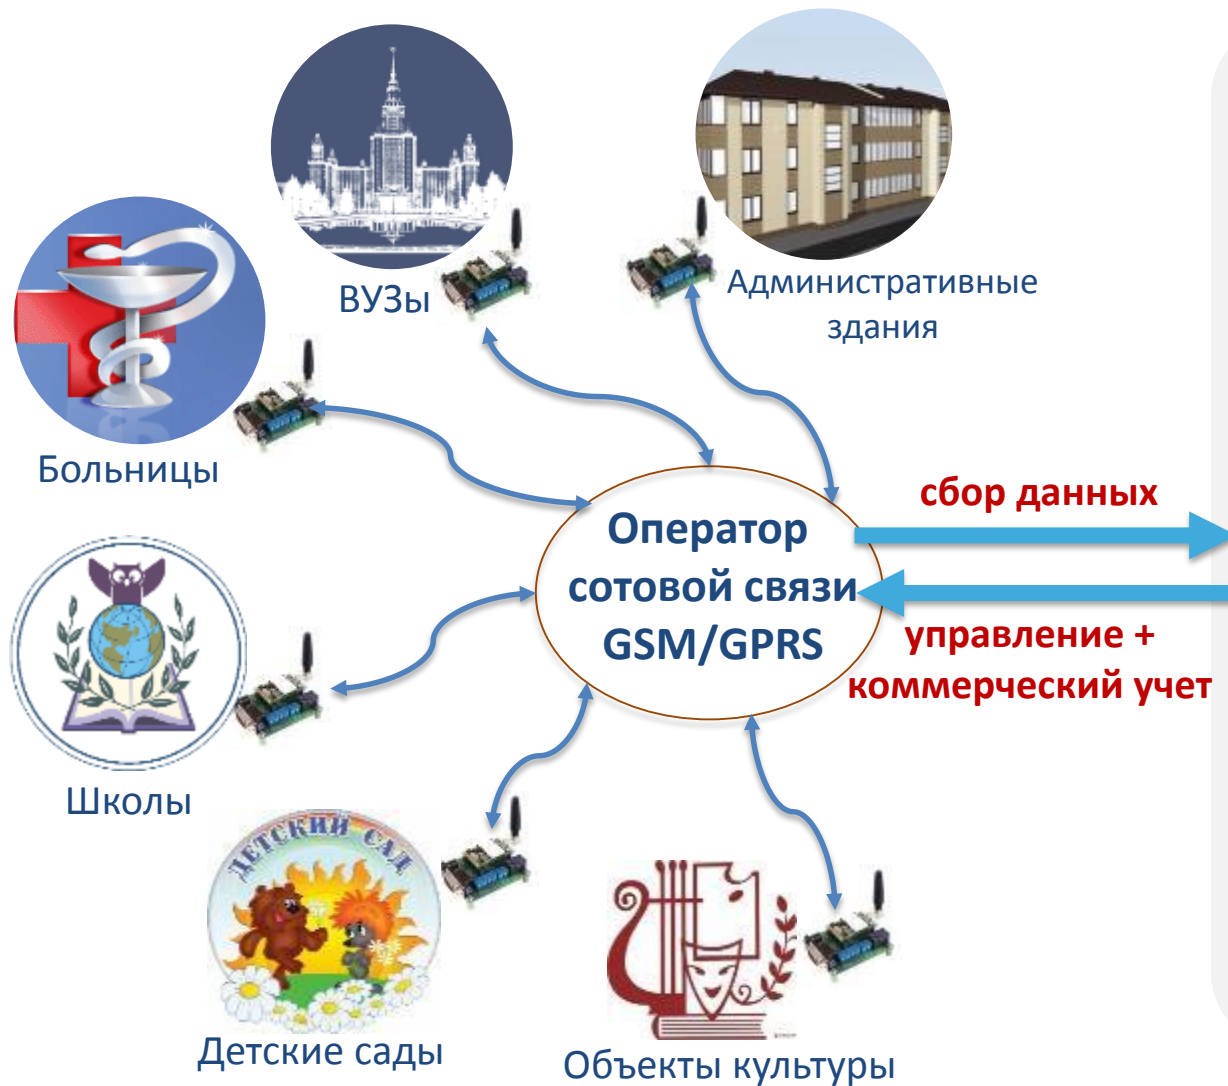 ВУЗы
Административные
здания
Больницы
сбор данных
Оператор
сотовой связи
GSM/GPRS
управление +
коммерческий учет
Школы
ДЕТСКИЙ САД
Детские сады
Объекты культуры